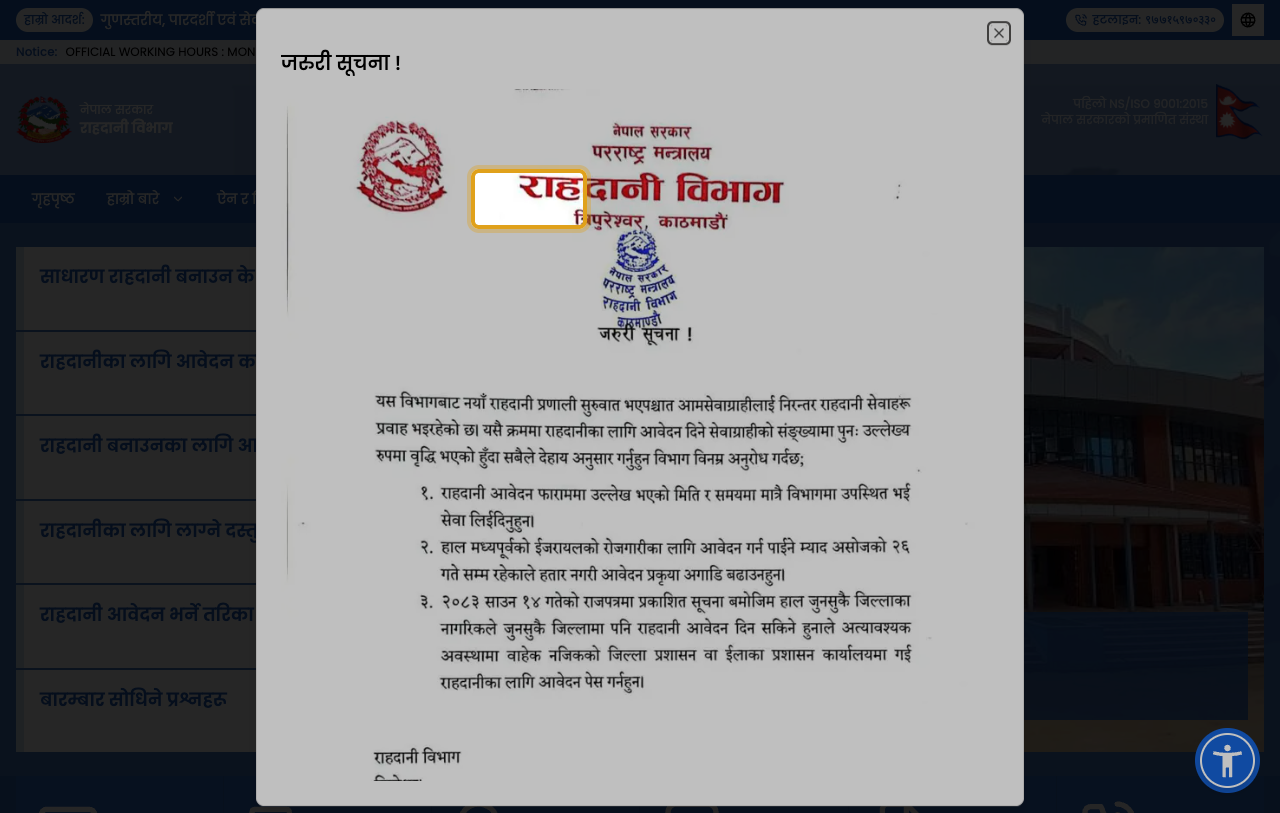 हाम्रो आदर्श:
गुणस्तरीय, पारदर्शी एवं
हटलाइन: ९७७१५९७०३३०
Notice: OFFICIAL WORKING HOURS : MON
नेपाल सरकार
राहदानी विभाग
पहिलो NS/ISO 9001:2015
नेपाल सरकारको प्रमाणित संस्था
गृहपृष्ठ
हाम्रो बारे
ऐन र
साधारण राहदानी बनाउन
राहदानीका लागि आवेदन
राहदानी बनाउनका लागि
राहदानीका लागि लाग्ने
राहदानी आवेदन भर्ने तरिका
बारम्बार सोधिने प्रश्नहरू
जरुरी सूचना !
नेपाल सरकार
परराष्ट्र मन्त्रालय
राहदानी विभाग
त्रिपुरेश्वर, काठमाडौं
नेपाल सरकार
परराष्ट्र मन्त्रालय
राहदानी विभाग
काठमाण्डौ
जरुरी सूचना !
यस विभागबाट नयाँ राहदानी प्रणाली सुरुवात भएपश्चात आमसेवाग्राहीलाई निरन्तर राहदानी सेवाहरू
प्रवाह भइरहेको छ। यसै क्रममा राहदानीका लागि आवेदन दिने सेवाग्राहीको संङ्ख्यामा पुनः उल्लेख्य
रुपमा वृद्धि भएको हुँदा सबैले देहाय अनुसार गर्नुहुन विभाग विनम्र अनुरोध गर्दछ;
१. राहदानी आवेदन फाराममा उल्लेख भएको मिति र समयमा मात्रै विभागमा उपस्थित भई
सेवा लिईदिनुहुन।
२. हाल मध्यपूर्वको ईजरायलको रोजगारीका लागि आवेदन गर्न पाईने म्याद असोजको २६
गते सम्म रहेकाले हतार नगरी आवेदन प्रकृया अगाडि बढाउनहुन।
३. २०८३ साउन १४ गतेको राजपत्रमा प्रकाशित सूचना बमोजिम हाल जुनसुकै जिल्लाका
नागरिकले जुनसुकै जिल्लामा पनि राहदानी आवेदन दिन सकिने हुनाले अत्यावश्यक
अवस्थामा वाहेक नजिकको जिल्ला प्रशासन वा ईलाका प्रशासन कार्यालयमा गई
राहदानीका लागि आवेदन पेस गर्नहुन।
राहदानी विभाग